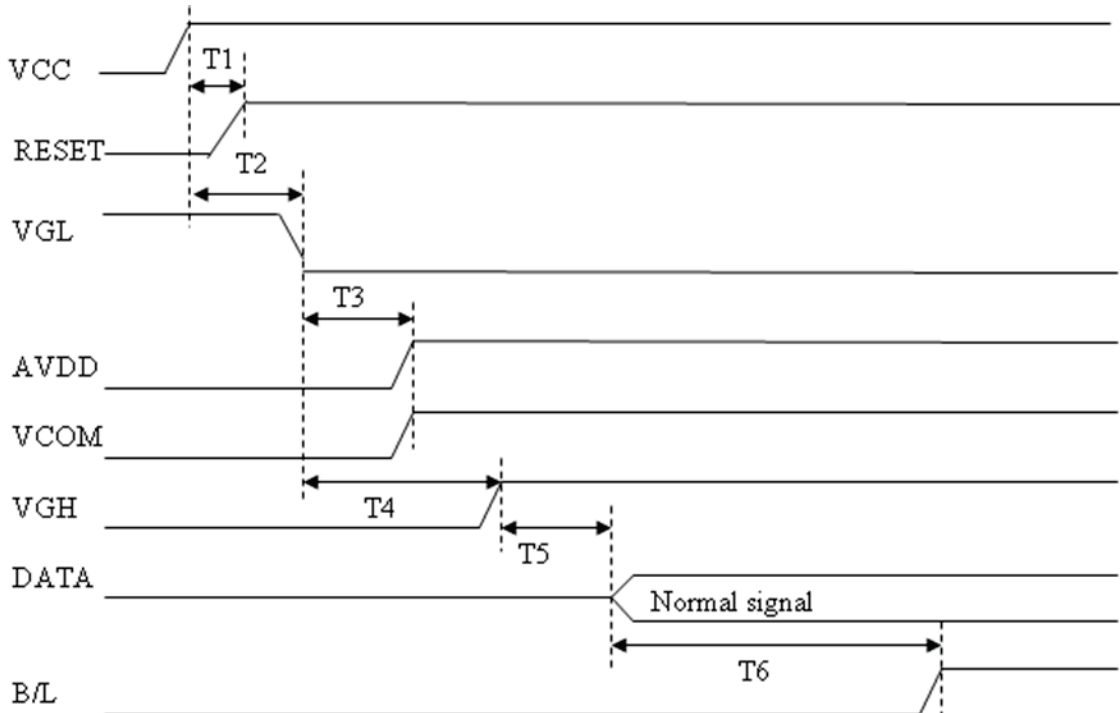 T1
VCC
RESET
T2
VGL
T3
AVDD
VCOM
VGH
T4
T5
DATA
Normal signal
T6
B/L